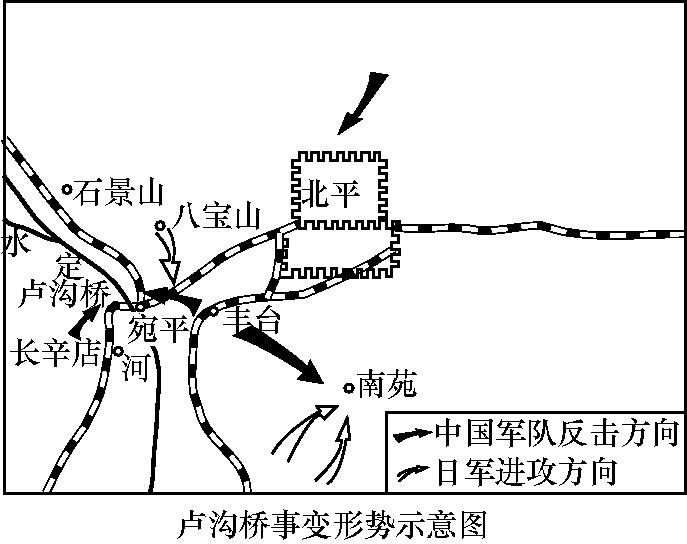 北平
石景山
八宝山
水
定
卢沟桥
宛平
丰台
长辛店
河
南苑
中国军队反击方向
日军进攻方向
卢沟桥事变形势示意图